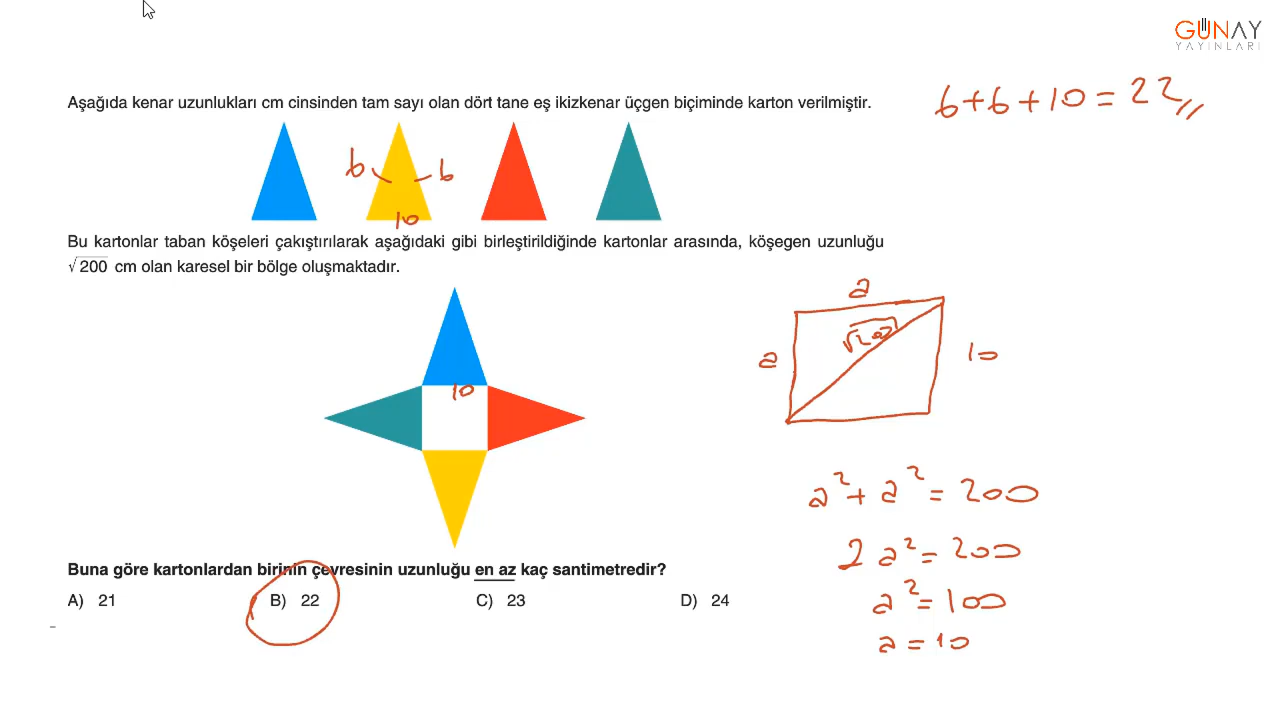 GÜNAY
YAYINLARI
6+6+10=22
Aşağıda kenar uzunlukları cm cinsinden tam sayı olan dört tane eş ikizkenar üçgen biçiminde karton verilmiştir.
6 6
10
Bu kartonlar taban köşeleri çakıştırılarak aşağıdaki gibi birleştirildiğinde kartonlar arasında, köşegen uzunluğu
√200 cm olan karesel bir bölge oluşmaktadır.
a
√200
a 10
10
a²+a²=200
2a²=200
a²=100
a=10
Buna göre kartonlardan birinin çevresinin uzunluğu en az kaç santimetredir?
A) 21 B) 22 C) 23 D) 24